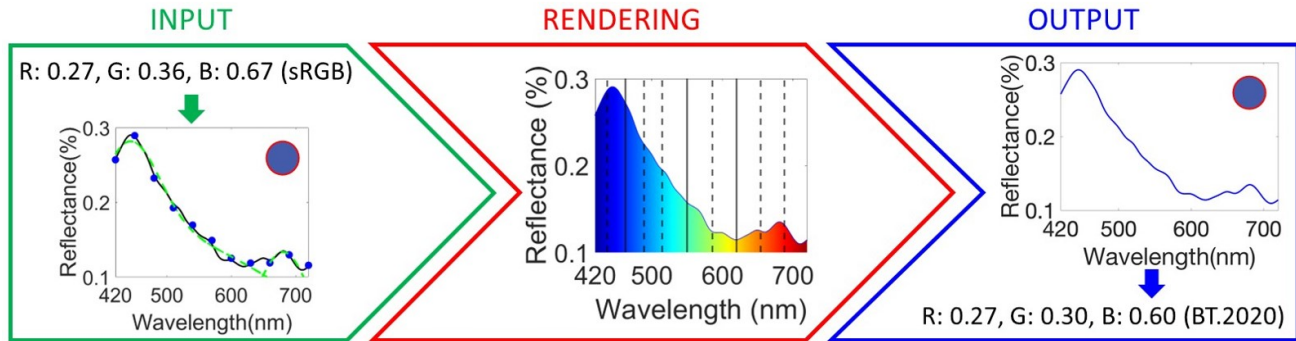 INPUT
R: 0.27, G: 0.36, B: 0.67 (sRGB)
0.3
0.2
0.1
Reflectance(%)
420 500 600 700
Wavelength(nm)
RENDERING
0.3
0.2
0.1
Reflectance (%)
420 500 600 700
Wavelength (nm)
OUTPUT
0.3
0.2
0.1
Reflectance(%)
420 500 600 700
Wavelength(nm)
R: 0.27, G: 0.30, B: 0.60 (BT.2020)